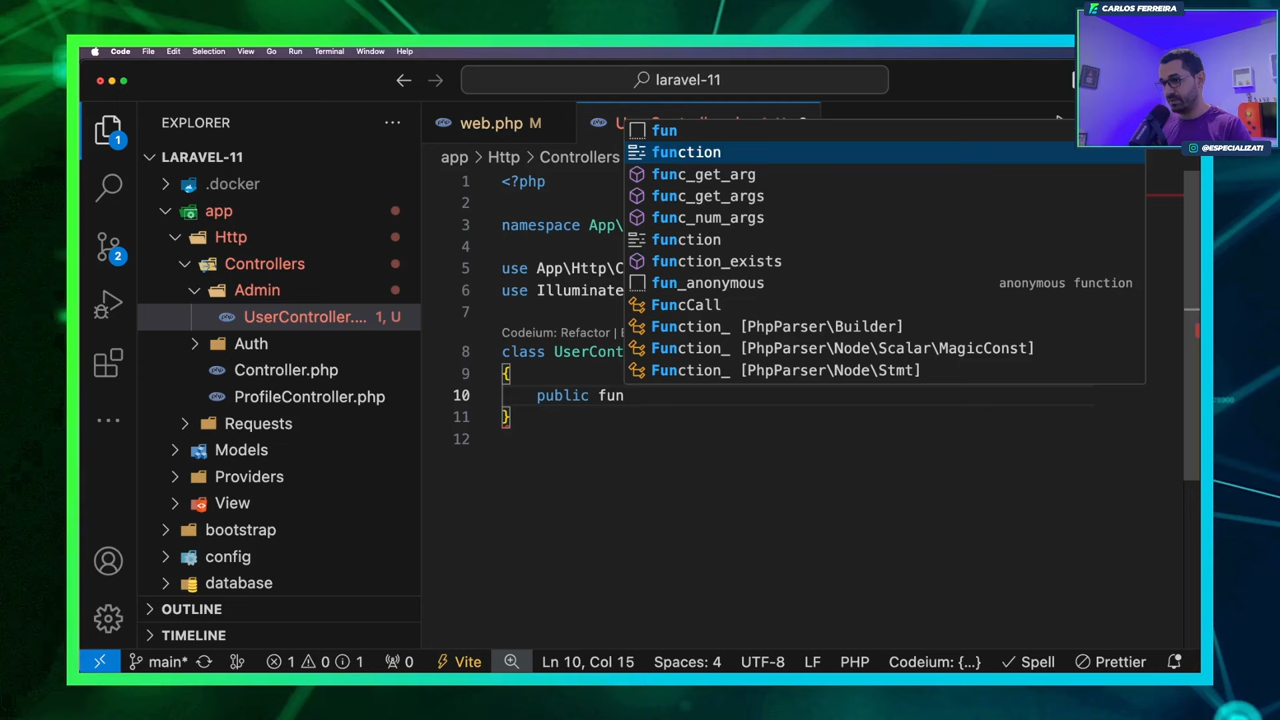 CARLOS FERREIRA
Code File Edit Selection View Go Run Terminal Window Help
laravel-11
@ESPECIALIZATI
EXPLORER
LARAVEL-11
.docker
app
Http
Controllers
Admin
UserController.... 1, U
Auth
Controller.php
ProfileController.php
Requests
Models
Providers
View
bootstrap
config
database
OUTLINE
TIMELINE
1
2
web.php M
app > Http > Controllers
1 <?php
2
3 namespace App\
4
5 use App\Http\C
6 use Illuminate
7
Codeium: Refactor |
8 class UserCont
9 {
10 public fun
11 }
12
fun
function
func_get_arg
func_get_args
func_num_args
function
function_exists
fun_anonymous anonymous function
FuncCall
Function_ [PhpParser\Builder]
Function_ [PhpParser\Node\Scalar\MagicConst]
Function_ [PhpParser\Node\Stmt]
main* 1 0 1 0 Vite Ln 10, Col 15 Spaces: 4 UTF-8 LF PHP Codeium: {...} Spell Prettier